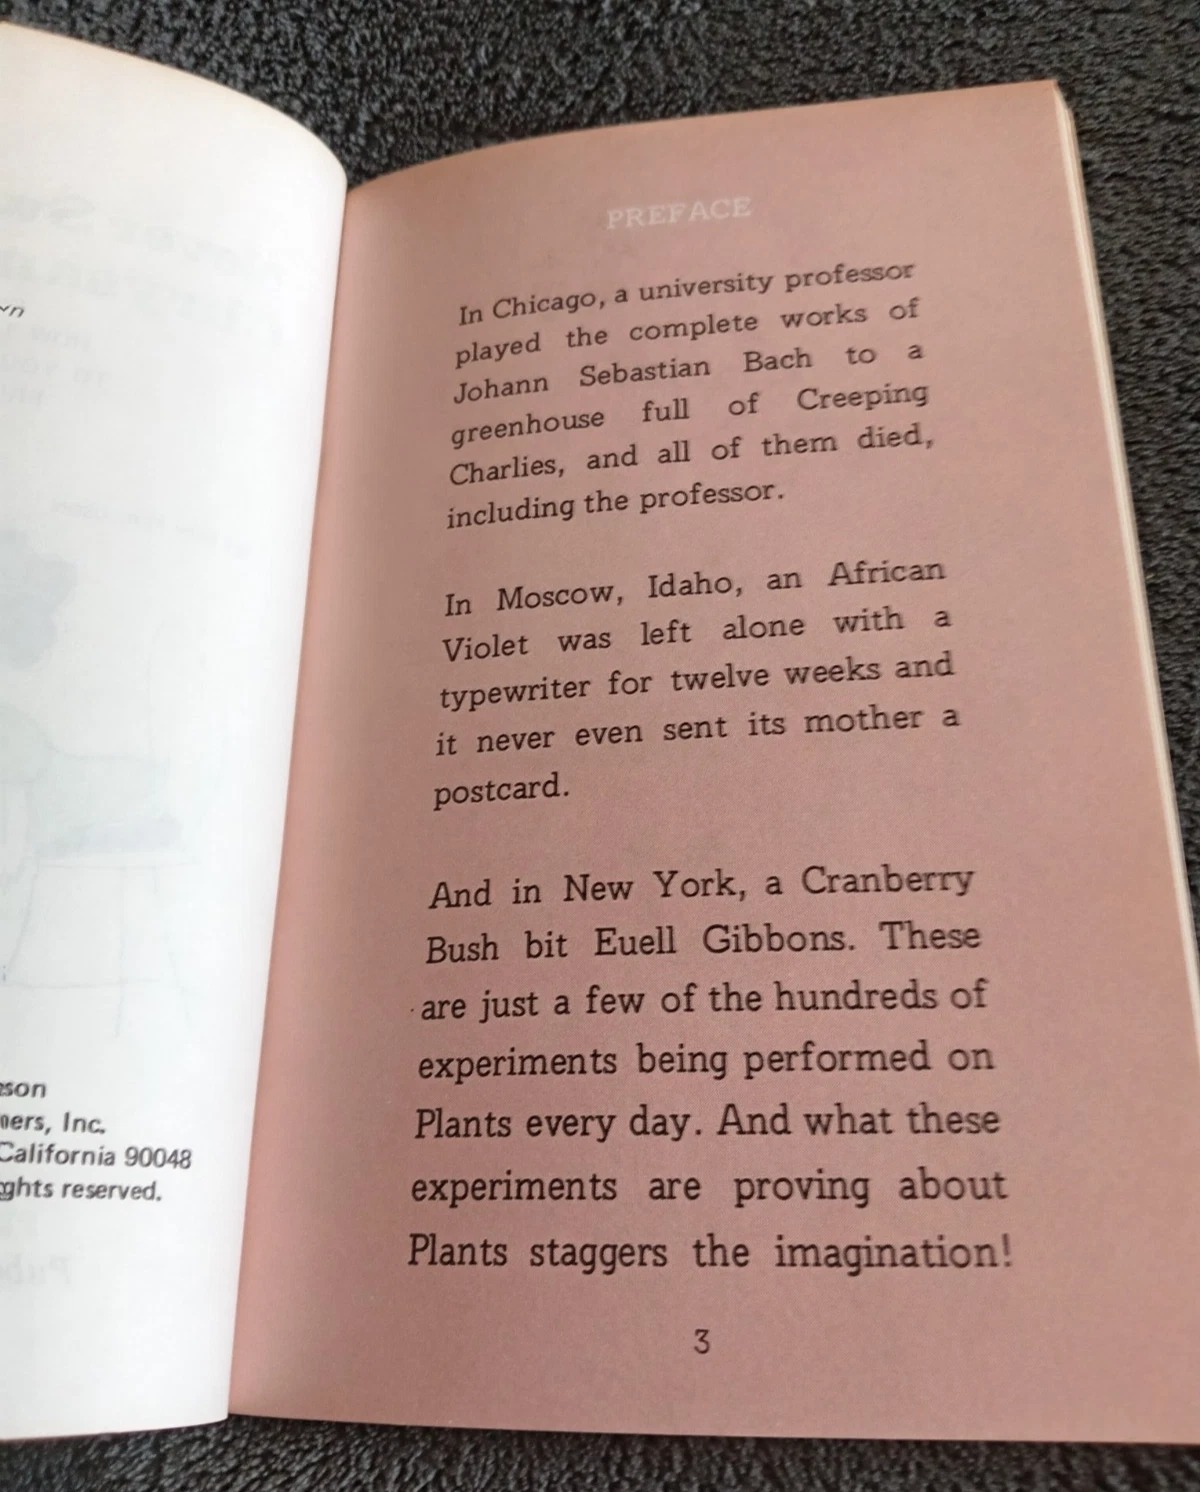 PREFACE
In Chicago, a university professor
played the complete works of
Johann Sebastian Bach to a
greenhouse full of Creeping
Charlies, and all of them died,
including the professor.
In Moscow, Idaho, an African
Violet was left alone with a
typewriter for twelve weeks and
it never even sent its mother a
postcard.
And in New York, a Cranberry
Bush bit Euell Gibbons. These
are just a few of the hundreds of
experiments being performed on
Plants every day. And what these
experiments are proving about
Plants staggers the imagination!
3
Inc.
California 90048
reserved.